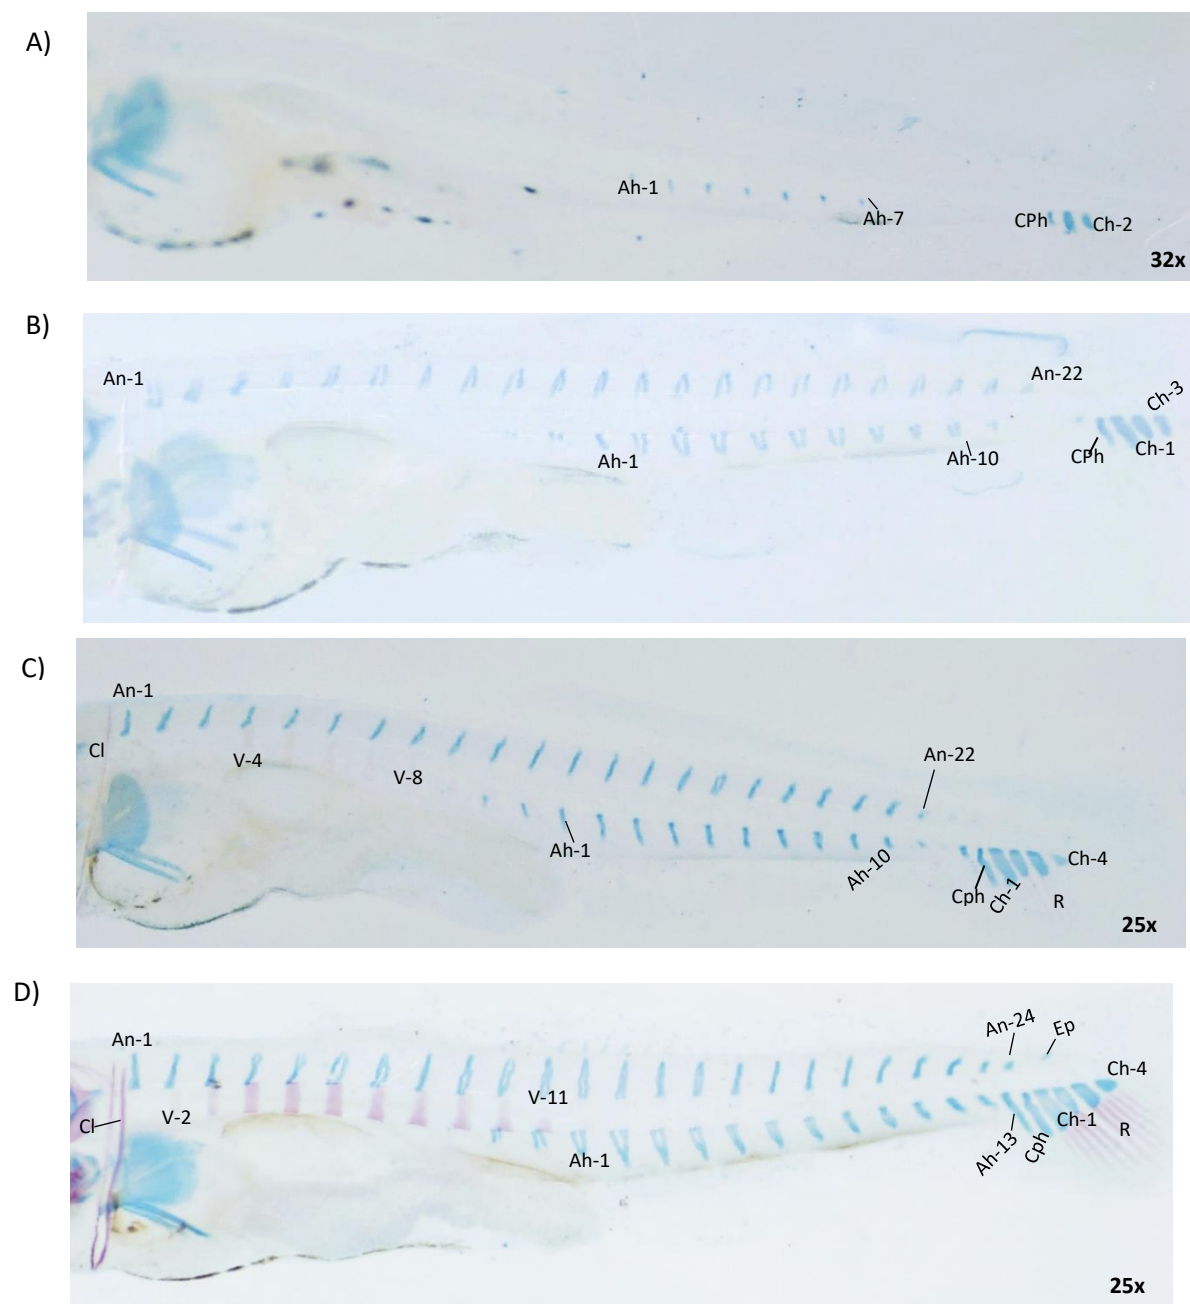 A)
Ah-1
Ah-7
CPh
Ch-2
32x
B)
An-1
An-22
Ch-3
Ah-1
Ah-10
CPh
Ch-1
C)
An-1
Cl
V-4
V-8
An-22
Ah-1
Ah-10
Cph
Ch-1
Ch-4
R
25x
D)
An-1
An-24
Ep
Ch-4
V-2
V-11
Cl
Ch-1
R
Ah-1
Ah-13
Cph
25x